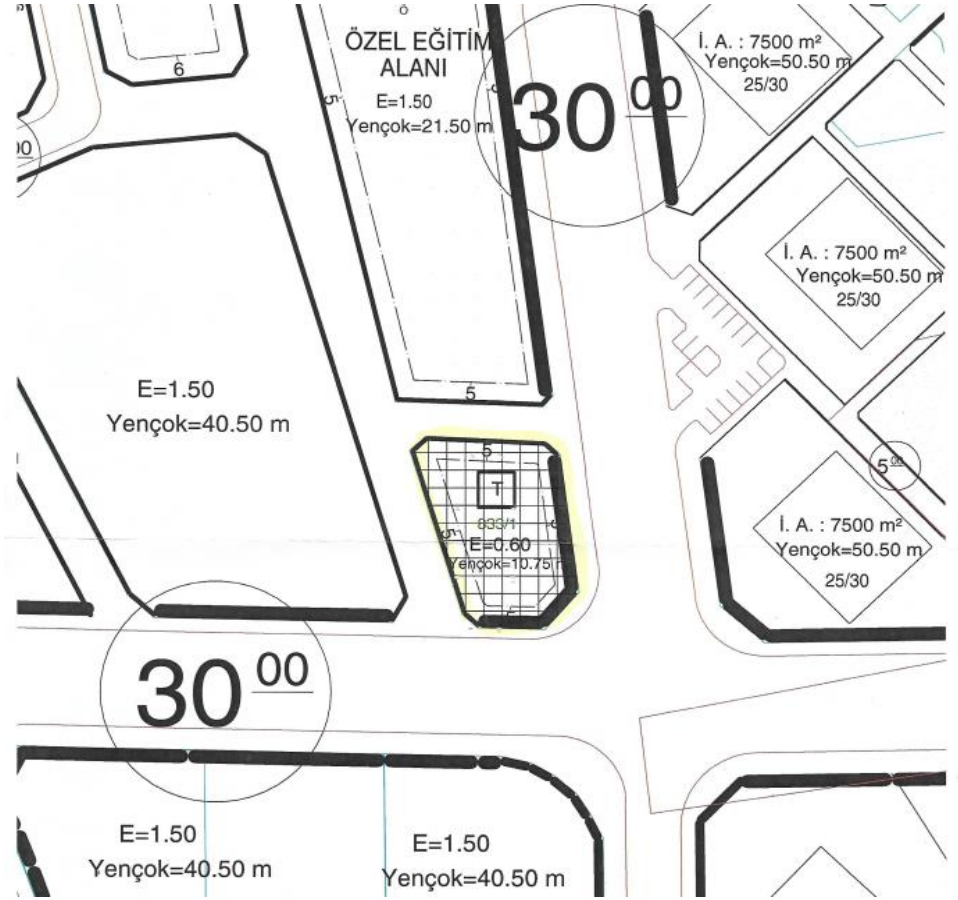 6
ÖZEL EĞİTİM
ALANI
E=1.50
Yençok=21.50 m
5
5
30 00
İ. A. : 7500 m²
Yençok=50.50 m
25/30
İ. A. : 7500 m²
Yençok=50.50 m
25/30
E=1.50
Yençok=40.50 m
5
T
833/1
E=0.60
Yençok=10.75 m
5
5 00
İ. A. : 7500 m²
Yençok=50.50 m
25/30
30 00
E=1.50
Yençok=40.50 m
E=1.50
Yençok=40.50 m